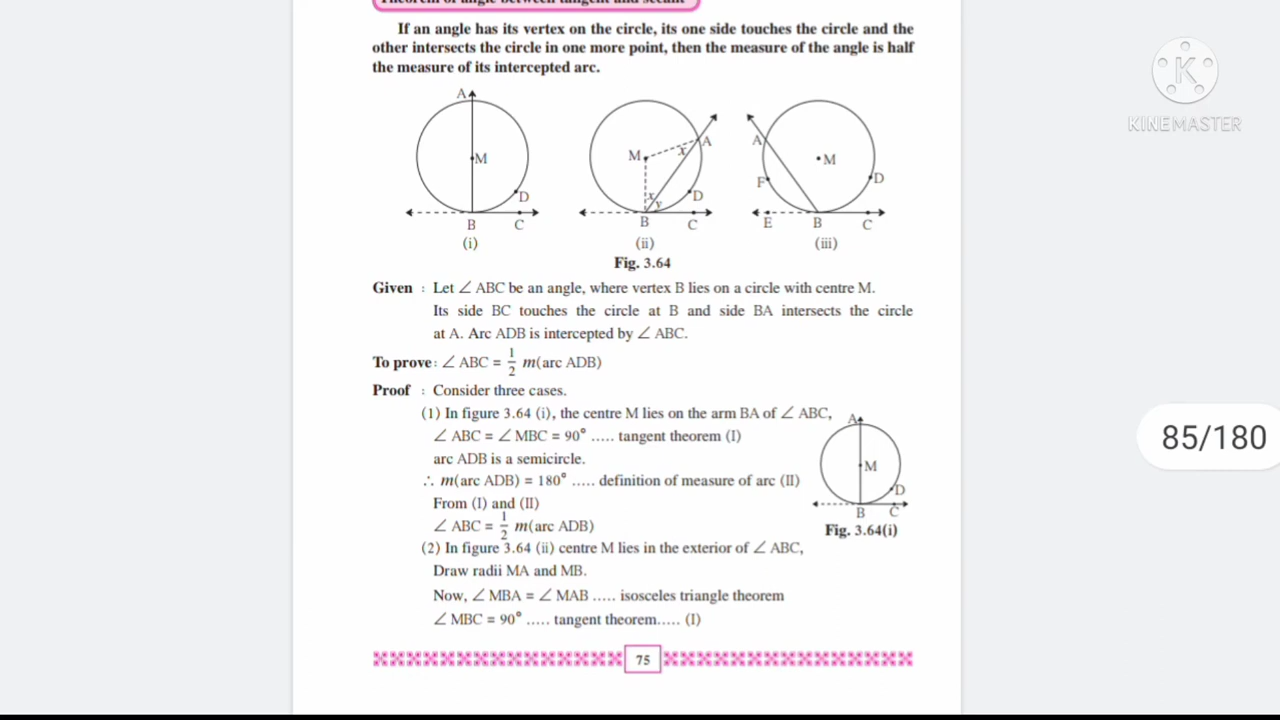 Theorem of angle between tangent and secant
If an angle has its vertex on the circle, its one side touches the circle and the
other intersects the circle in one more point, then the measure of the angle is half
the measure of its intercepted arc.
A
M
D
B
C
(i)
M
A
x
x
y
D
B
C
(ii)
A
M
F
D
E
B
C
(iii)
Fig. 3.64
Given : Let ∠ ABC be an angle, where vertex B lies on a circle with centre M.
Its side BC touches the circle at B and side BA intersects the circle
at A. Arc ADB is intercepted by ∠ ABC.
To prove : ∠ ABC = 1/2 m(arc ADB)
Proof : Consider three cases.
(1) In figure 3.64 (i), the centre M lies on the arm BA of ∠ ABC,
∠ ABC = ∠ MBC = 90° ..... tangent theorem (I)
arc ADB is a semicircle.
∴ m(arc ADB) = 180° ..... definition of measure of arc (II)
From (I) and (II)
∠ ABC = 1/2 m(arc ADB)
(2) In figure 3.64 (ii) centre M lies in the exterior of ∠ ABC,
Draw radii MA and MB.
Now, ∠ MBA = ∠ MAB ..... isosceles triangle theorem
∠ MBC = 90° ..... tangent theorem..... (I)
A
M
D
B
C
Fig. 3.64(i)
75
K
KINEMASTER
85/180